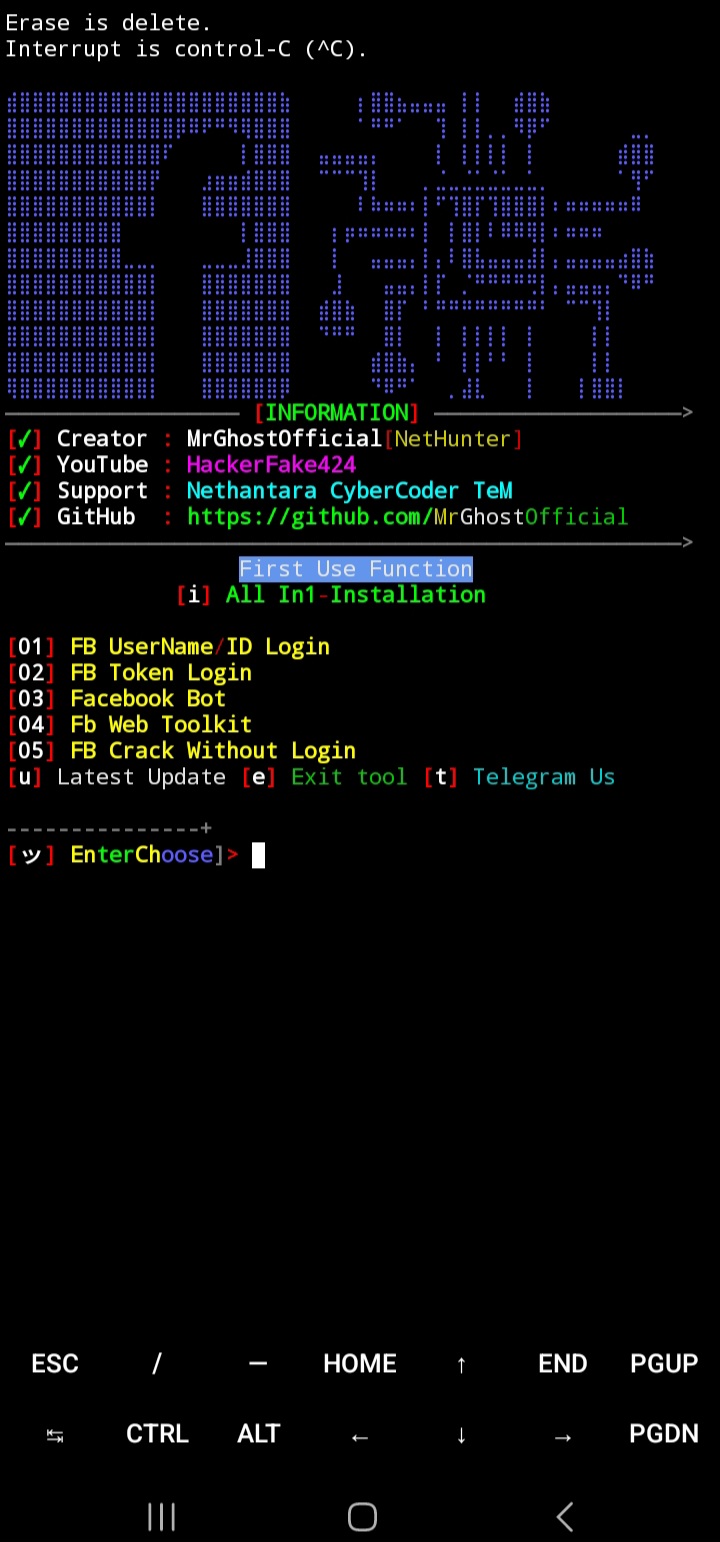 Erase is delete.
Interrupt is control-C (^C).
[INFORMATION]
[✓] Creator : MrGhostOfficial[NetHunter]
[✓] YouTube : HackerFake424
[✓] Support : Nethantara CyberCoder TeM
[✓] GitHub  : https://github.com/MrGhostOfficial
First Use Function
[i] All In1-Installation
[01] FB UserName/ID Login
[02] FB Token Login
[03] Facebook Bot
[04] Fb Web Toolkit
[05] FB Crack Without Login
[u] Latest Update [e] Exit tool [t] Telegram Us
---------------+
[ッ] EnterChoose]>
ESC / — HOME ↑ END PGUP
↹ CTRL ALT ← ↓ → PGDN